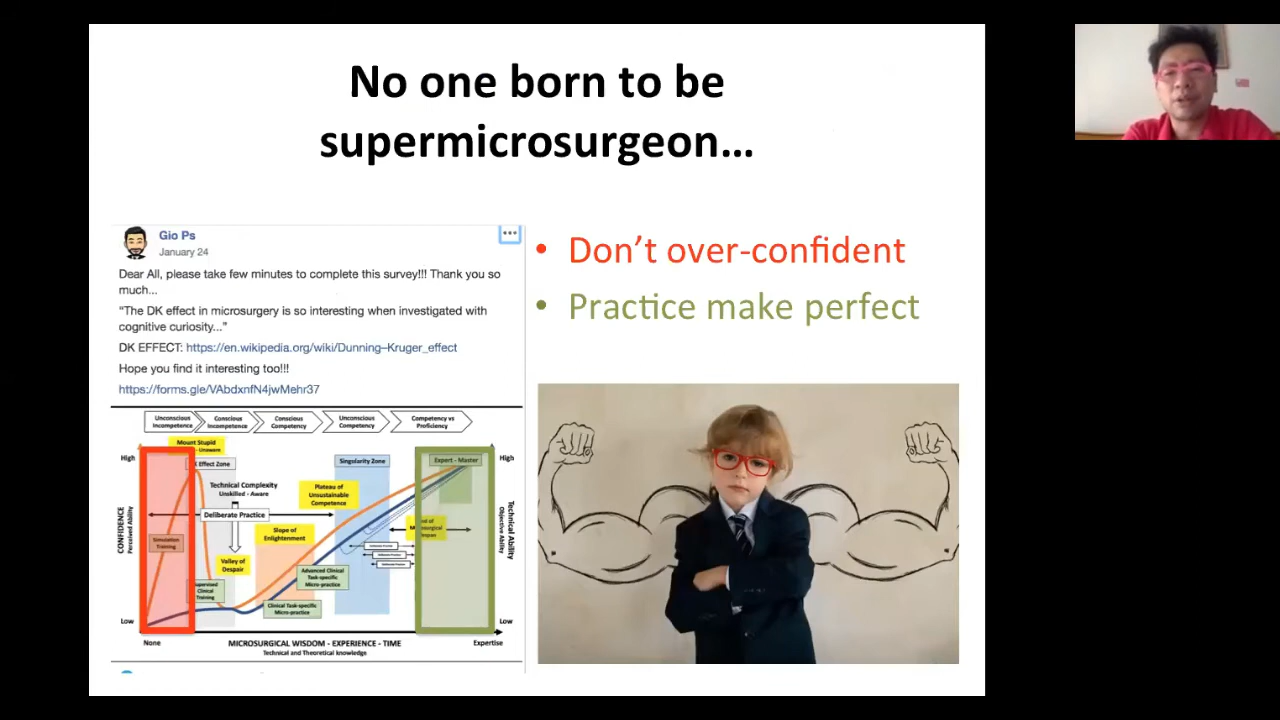 No one born to be
supermicrosurgeon...
Gio Ps
January 24
Dear All, please take few minutes to complete this survey!!! Thank you so
much...
"The DK effect in microsurgery is so interesting when investigated with
cognitive curiosity..."
DK EFFECT: https://en.wikipedia.org/wiki/Dunning–Kruger_effect
Hope you find it interesting too!!!
https://forms.gle/VAbdxnfN4jwMehr37
• Don't over-confident
• Practice make perfect
Unconscious
Incompetence
Conscious
Incompetence
Conscious
Competency
Unconscious
Competency
Competency vs
Proficiency
High
Mount Stupid
Unaware
Effect Zone
Technical Complexity
Unskilled - Aware
Deliberate Practice
Singularity Zone
Expert - Master
High
Plateau of
Unsustainable
Competence
Slope of
Enlightenment
Simulation
Training
Valley of
Despair
Clinical
Training
Advanced Clinical
Task-specific
Micro-practice
Clinical Task-specific
Micro-practice
CONFIDENCE
Perceived Ability
Technical Ability
Objective Ability
Low
Low
None
MICROSURGICAL WISDOM - EXPERIENCE - TIME
Technical and Theoretical knowledge
Expertise